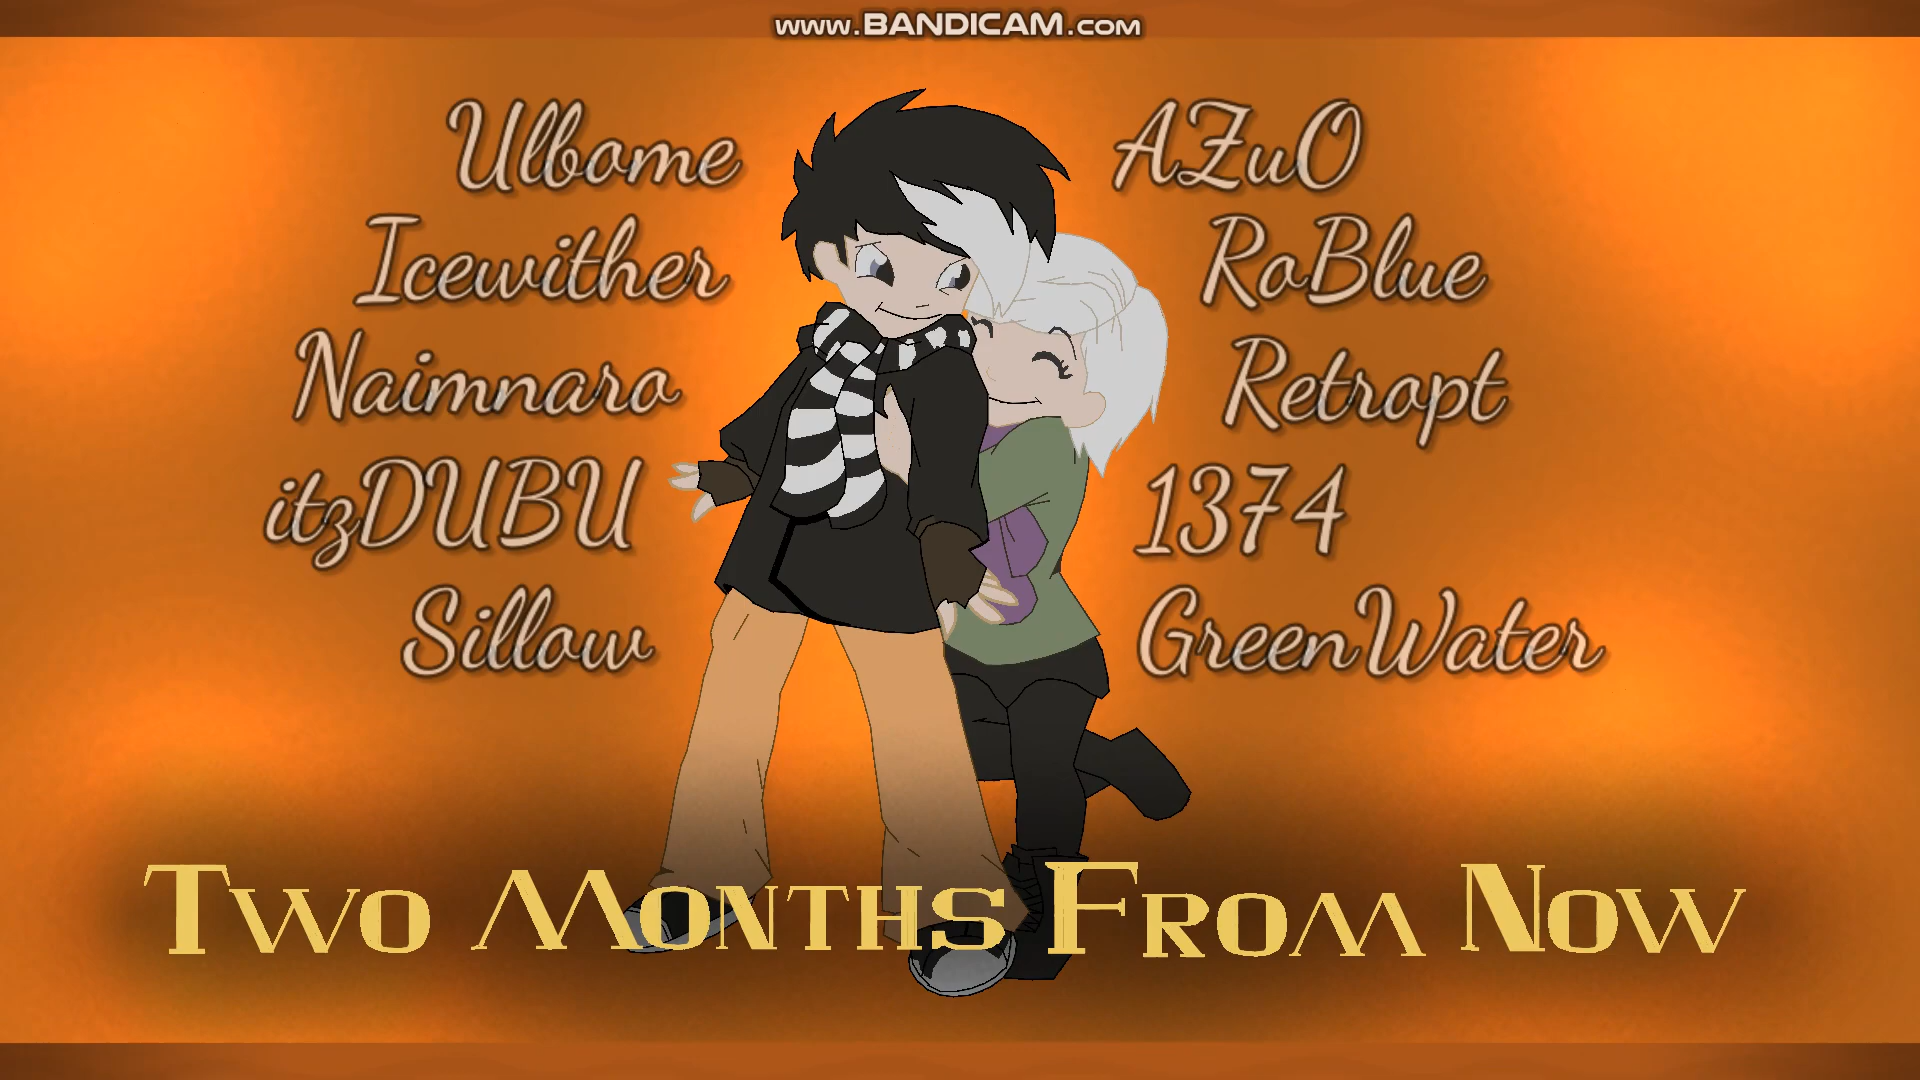 www.BANDICAM.com
Ulbome
AZuO
Icewither
RoBlue
Naimnaro
Retropt
itzDUBU
1374
Sillow
GreenWater
Two Months From Now